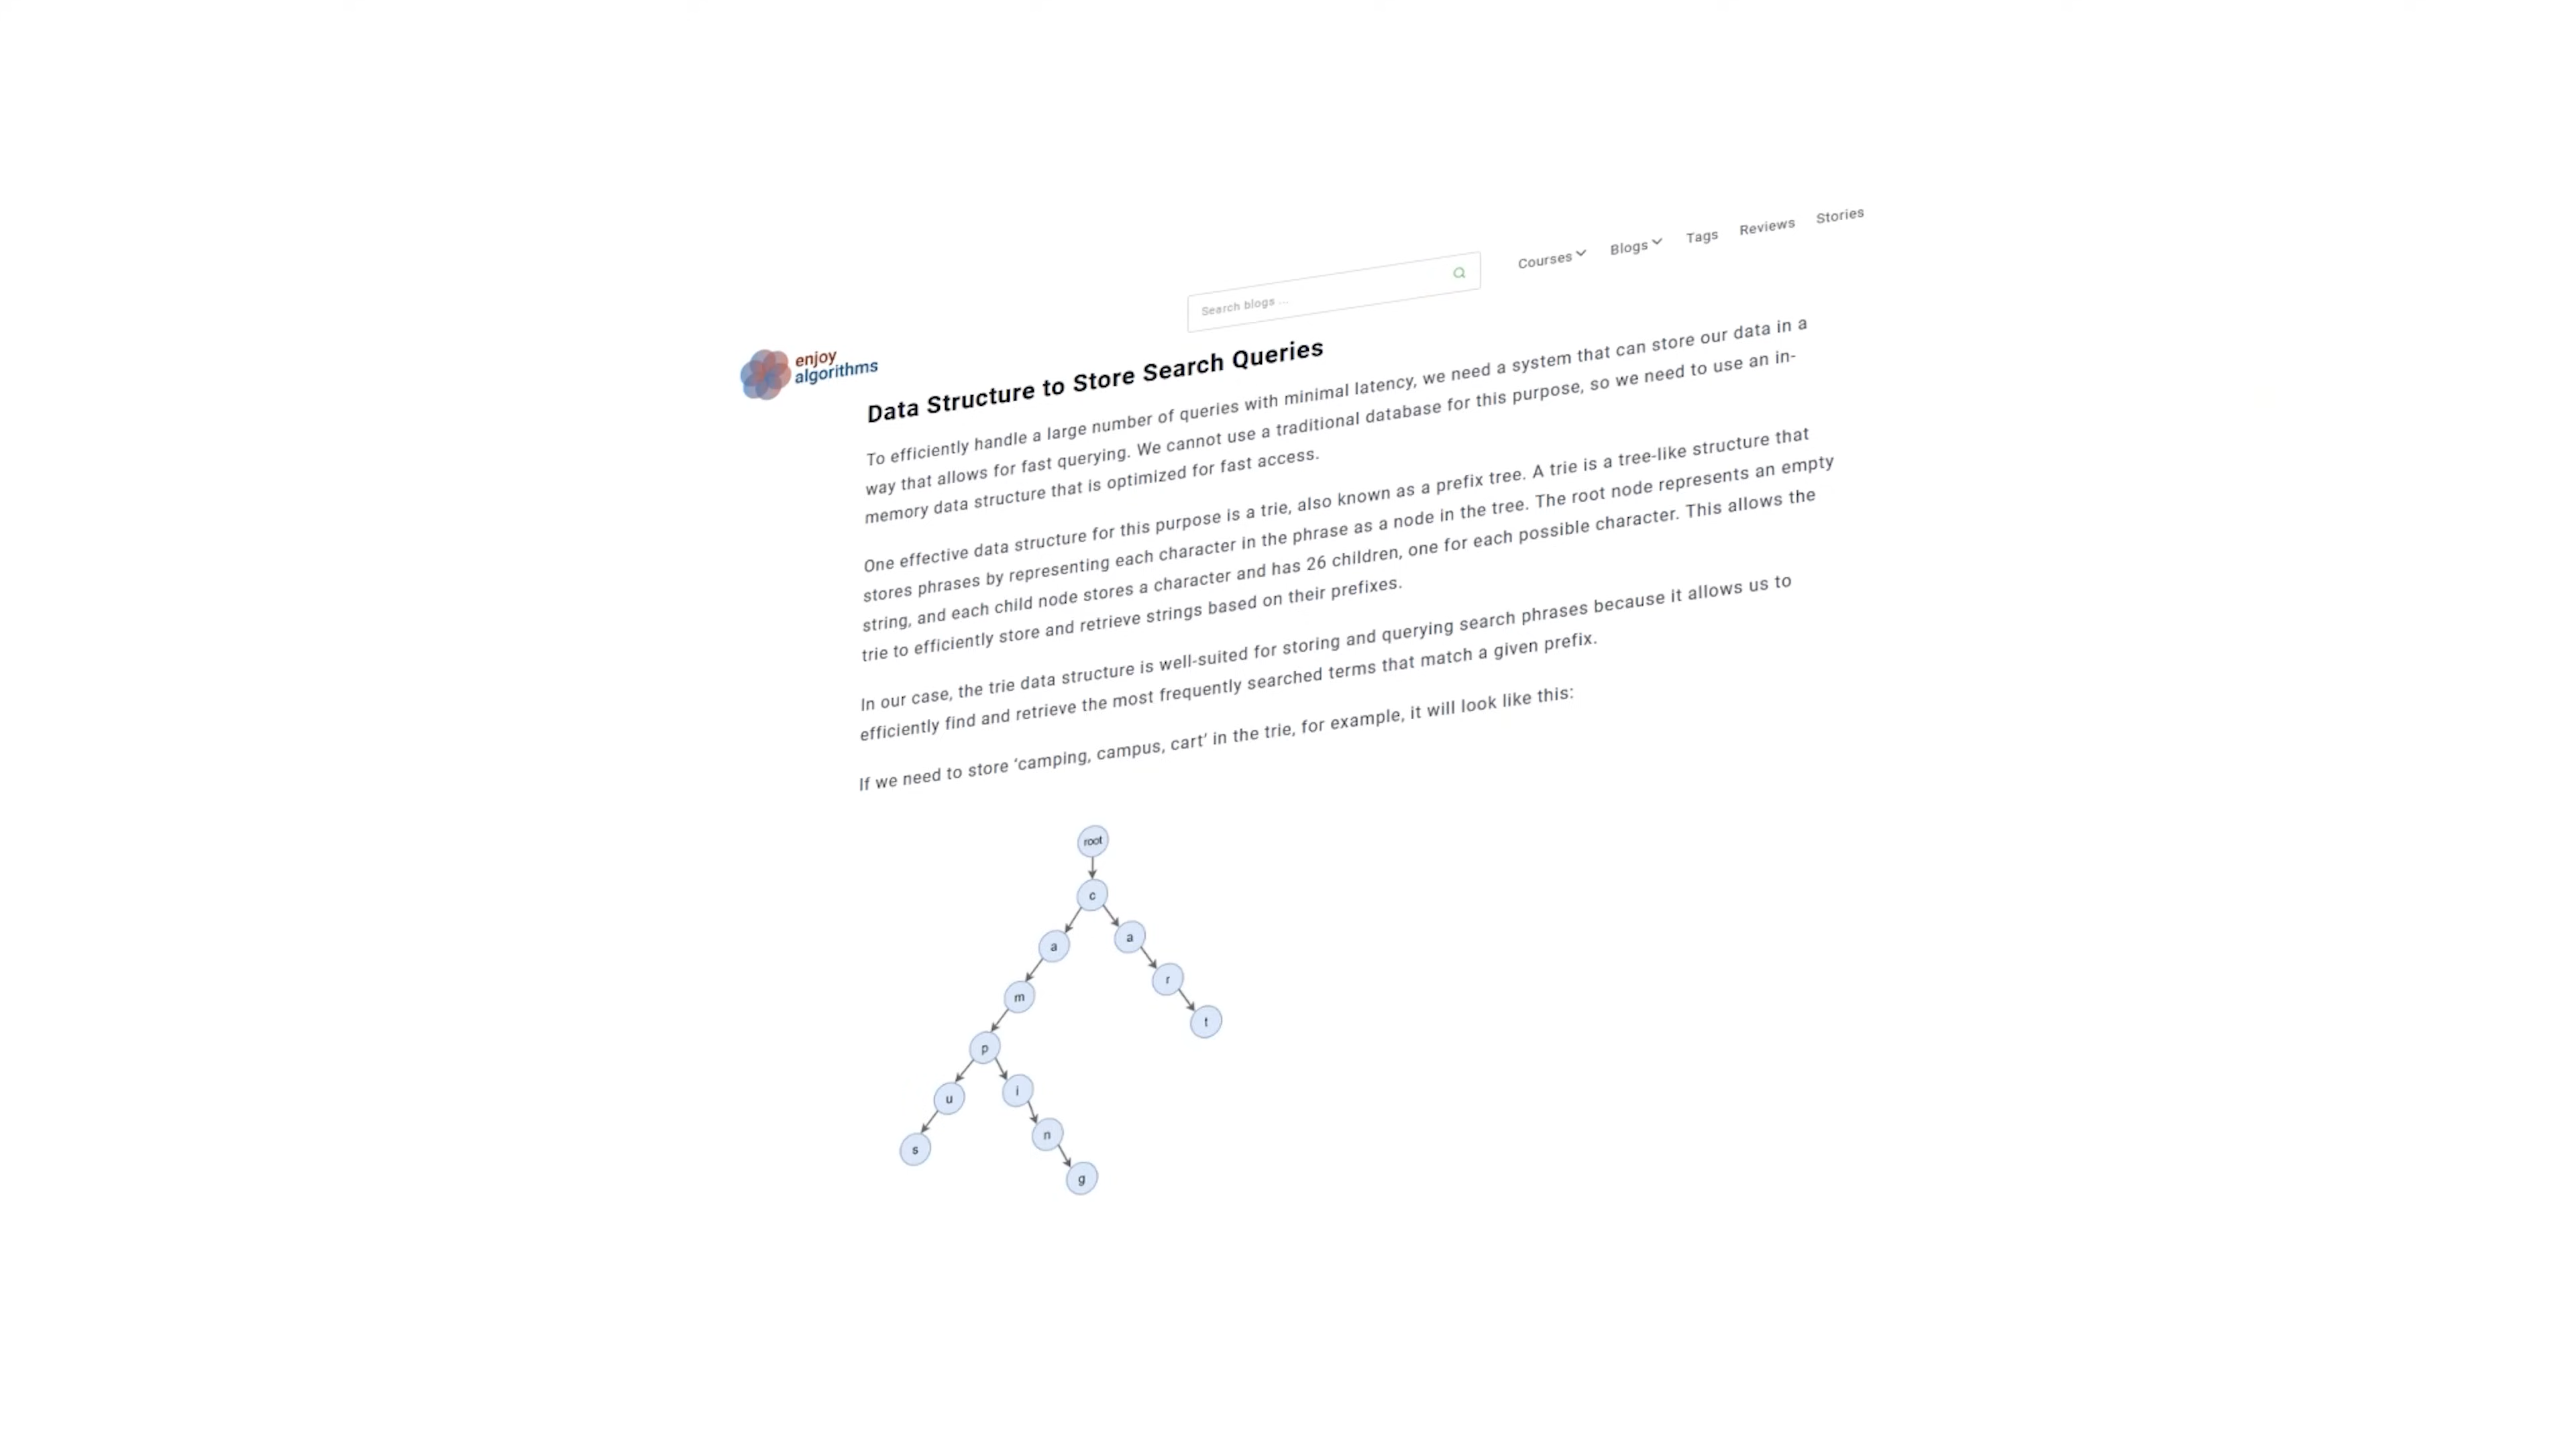 enjoy
algorithms
Search blogs ...
Courses
Blogs
Tags
Reviews
Stories
Data Structure to Store Search Queries
To efficiently handle a large number of queries with minimal latency, we need a system that can store our data in a
way that allows for fast querying. We cannot use a traditional database for this purpose, so we need to use an in-
memory data structure that is optimized for fast access.
One effective data structure for this purpose is a trie, also known as a prefix tree. A trie is a tree-like structure that
stores phrases by representing each character in the phrase as a node in the tree. The root node represents an empty
string, and each child node stores a character and has 26 children, one for each possible character. This allows the
trie to efficiently store and retrieve strings based on their prefixes.
In our case, the trie data structure is well-suited for storing and querying search phrases because it allows us to
efficiently find and retrieve the most frequently searched terms that match a given prefix.
If we need to store ‘camping, campus, cart’ in the trie, for example, it will look like this:
root
c
a
a
m
r
p
t
u
i
s
n
g